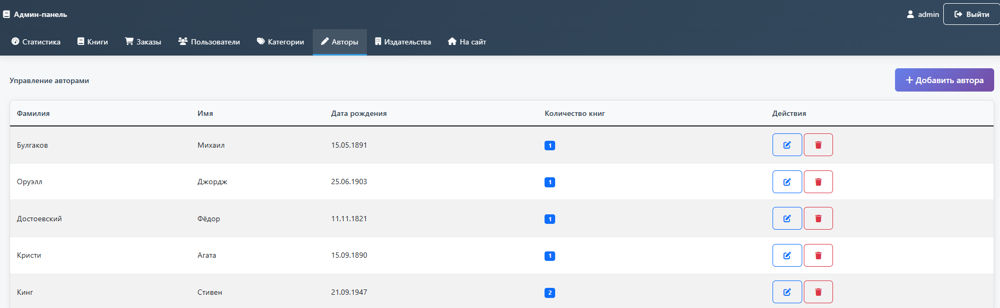 Админ-панель admin Выйти
Статистика Книги Заказы Пользователи Категории Авторы Издательства На сайт
Управление авторами + Добавить автора
Фамилия Имя Дата рождения Количество книг Действия
Булгаков Михаил 15.05.1891 1
Оруэлл Джордж 25.06.1903 1
Достоевский Фёдор 11.11.1821 1
Кристи Агата 15.09.1890 1
Кинг Стивен 21.09.1947 2